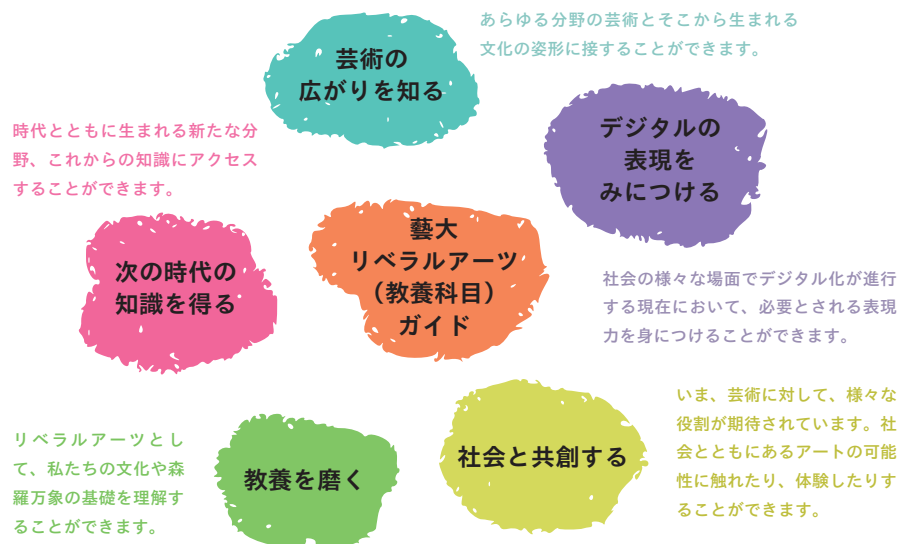 芸術の
広がりを知る
あらゆる分野の芸術とそこから生まれる
文化の姿形に接することができます。
デジタルの
表現を
みにつける
社会の様々な場面でデジタル化が進行
する現在において、必要とされる表現
力を身につけることができます。
時代とともに生まれる新たな分
野、これからの知識にアクセス
することができます。
次の時代の
知識を得る
藝大
リベラルアーツ
（教養科目）
ガイド
リベラルアーツとし
て、私たちの文化や森
羅万象の基礎を理解す
ることができます。
教養を磨く
社会と共創する
いま、芸術に対して、様々な
役割が期待されています。社
会とともにあるアートの可能
性に触れたり、体験したりす
ることができます。